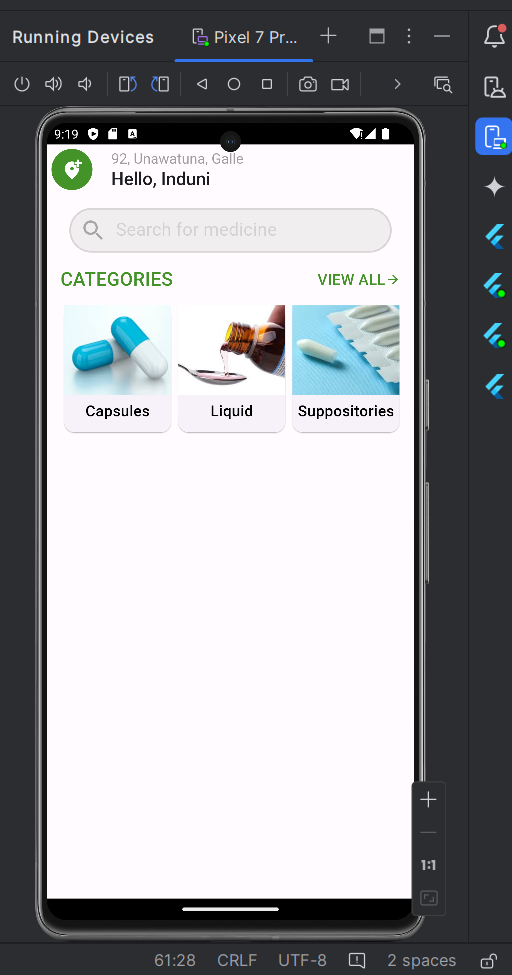 Running Devices
Pixel 7 Pr...
9:19
92, Unawatuna, Galle
Hello, Induni
Search for medicine
CATEGORIES
VIEW ALL→
Capsules
Liquid
Suppositories
1:1
61:28 CRLF UTF-8 2 spaces